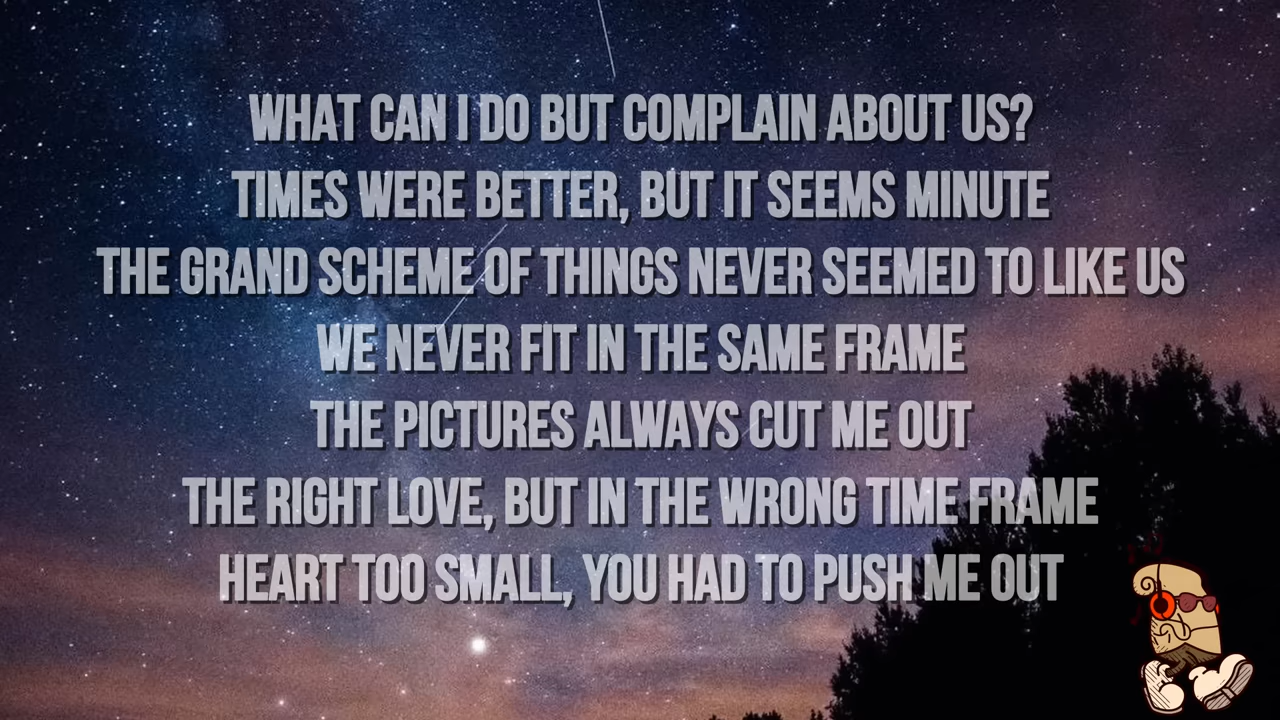 WHAT CAN I DO BUT COMPLAIN ABOUT US?
TIMES WERE BETTER, BUT IT SEEMS MINUTE
THE GRAND SCHEME OF THINGS NEVER SEEMED TO LIKE US
WE NEVER FIT IN THE SAME FRAME
THE PICTURES ALWAYS CUT ME OUT
THE RIGHT LOVE, BUT IN THE WRONG TIME FRAME
HEART TOO SMALL, YOU HAD TO PUSH ME OUT